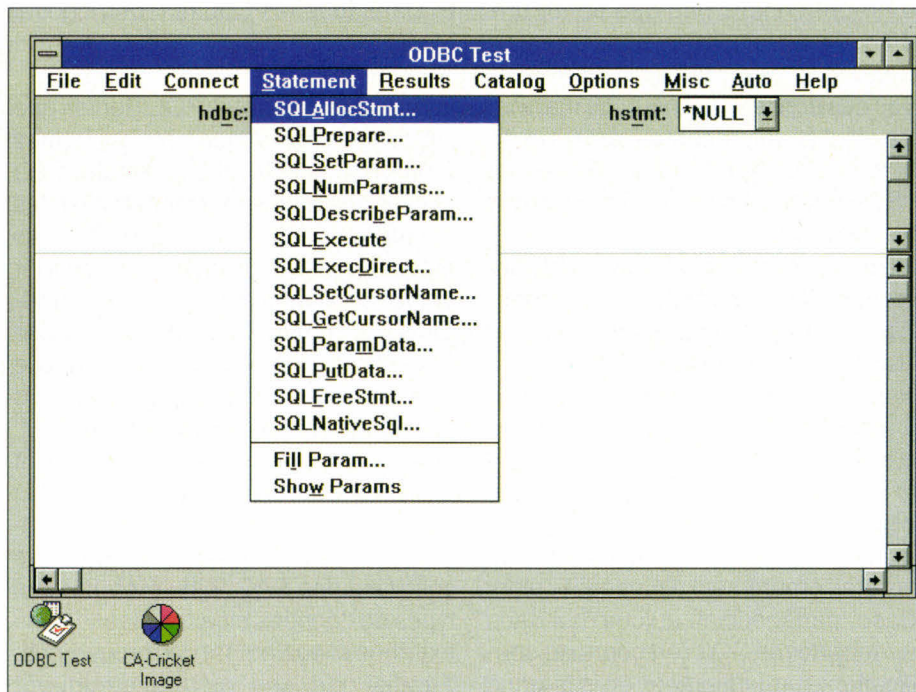 ODBC Test
File Edit Connect Statement Results Catalog Options Misc Auto Help
hdbc:
hstmt: *NULL
SQLAllocStmt...
SQLPrepare...
SQLSetParam...
SQLNumParams...
SQLDescribeParam...
SQLExecute
SQLExecDirect...
SQLSetCursorName...
SQLGetCursorName...
SQLParamData...
SQLPutData...
SQLFreeStmt...
SQLNativeSql...
Fill Param...
Show Params
ODBC Test
CA-Cricket
Image